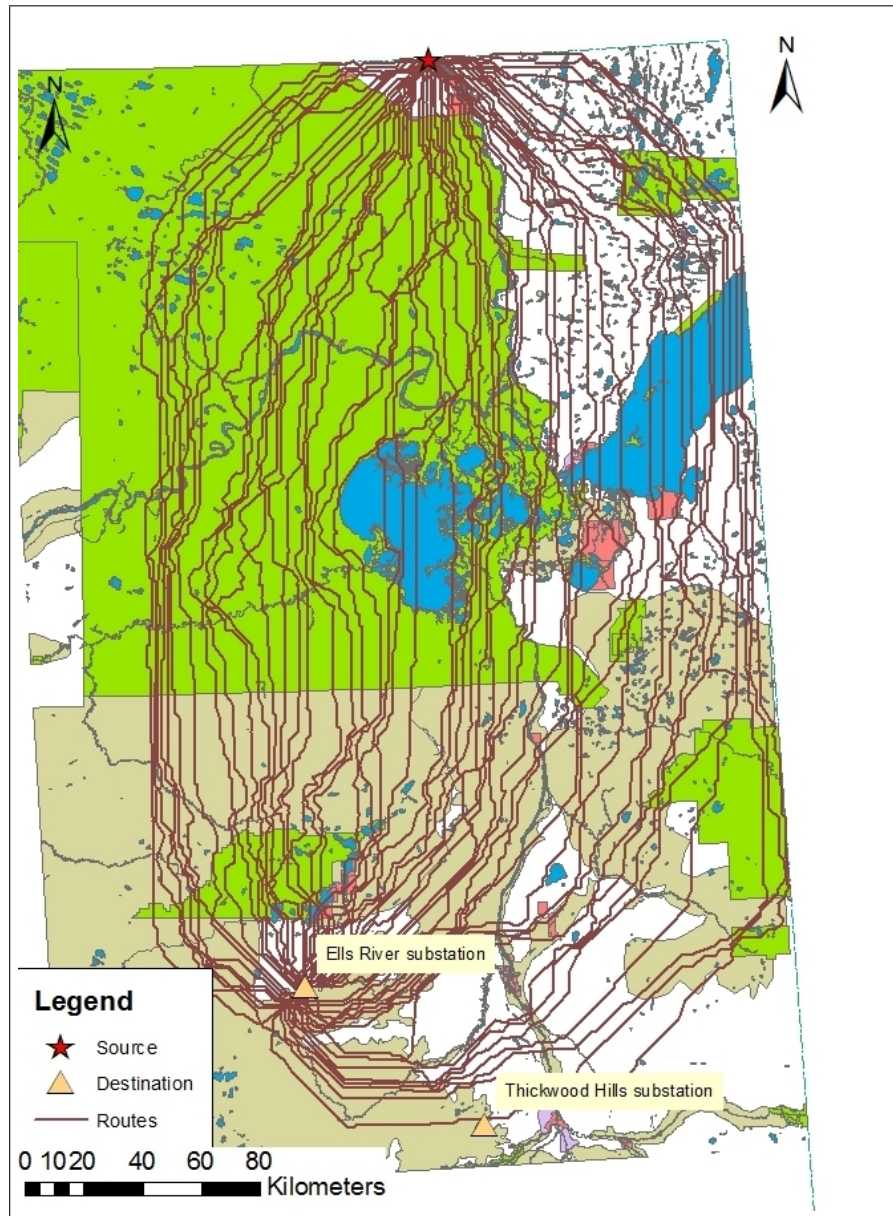 N
N
Ells River substation
Thickwood Hills substation
Legend
Source
Destination
Routes
0 10 20 40 60 80
Kilometers